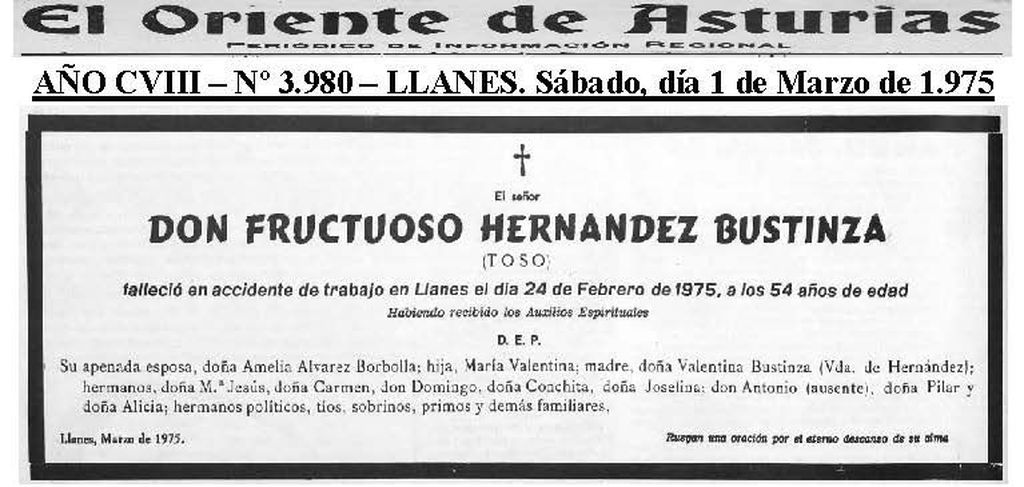 El Oriente de Asturias
PERIÓDICO DE INFORMACIÓN REGIONAL
AÑO CVIII – Nº 3.980 – LLANES. Sábado, día 1 de Marzo de 1.975
El señor
DON FRUCTUOSO HERNANDEZ BUSTINZA
(TOSO)
falleció en accidente de trabajo en Llanes el día 24 de Febrero de 1975, a los 54 años de edad
Habiendo recibido los Auxilios Espirituales
D. E. P.
Su apenada esposa, doña Amelia Alvarez Borbolla; hija, María Valentina; madre, doña Valentina Bustinza (Vda. de Hernández);
hermanos, doña M.ª Jesús, doña Carmen, don Domingo, doña Conchita, doña Joselina; don Antonio (ausente), doña Pilar y
doña Alicia; hermanos políticos, tíos, sobrinos, primos y demás familiares,
Llanes, Marzo de 1975.
Ruegan una oración por el eterno descanso de su alma